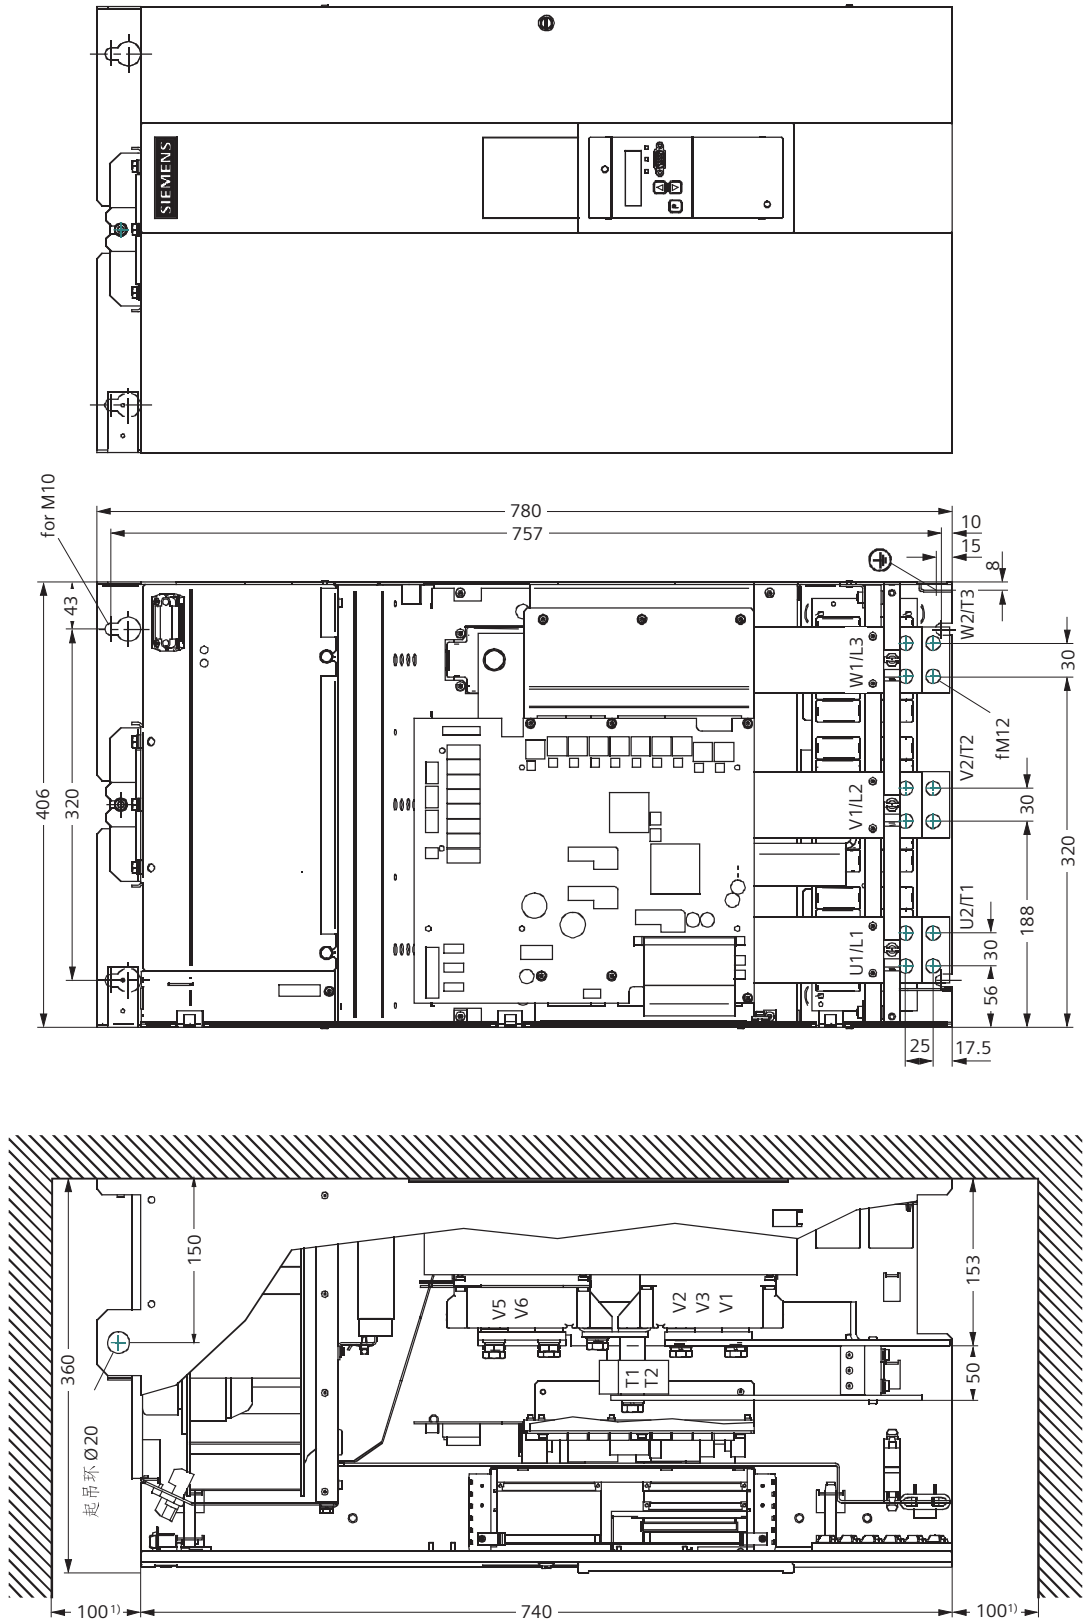 SIEMENS
P
for M10
780
757
10
15
8
43
320
406
W2/T3
W1/L3
30
fM12
V2/T2
V1/L2
30
320
U2/T1
U1/L1
188
30
56
25
17.5
360
150
起吊环 Ø20
V5
V6
V2
V3
V1
T1
T2
153
50
100¹⁾
740
100¹⁾